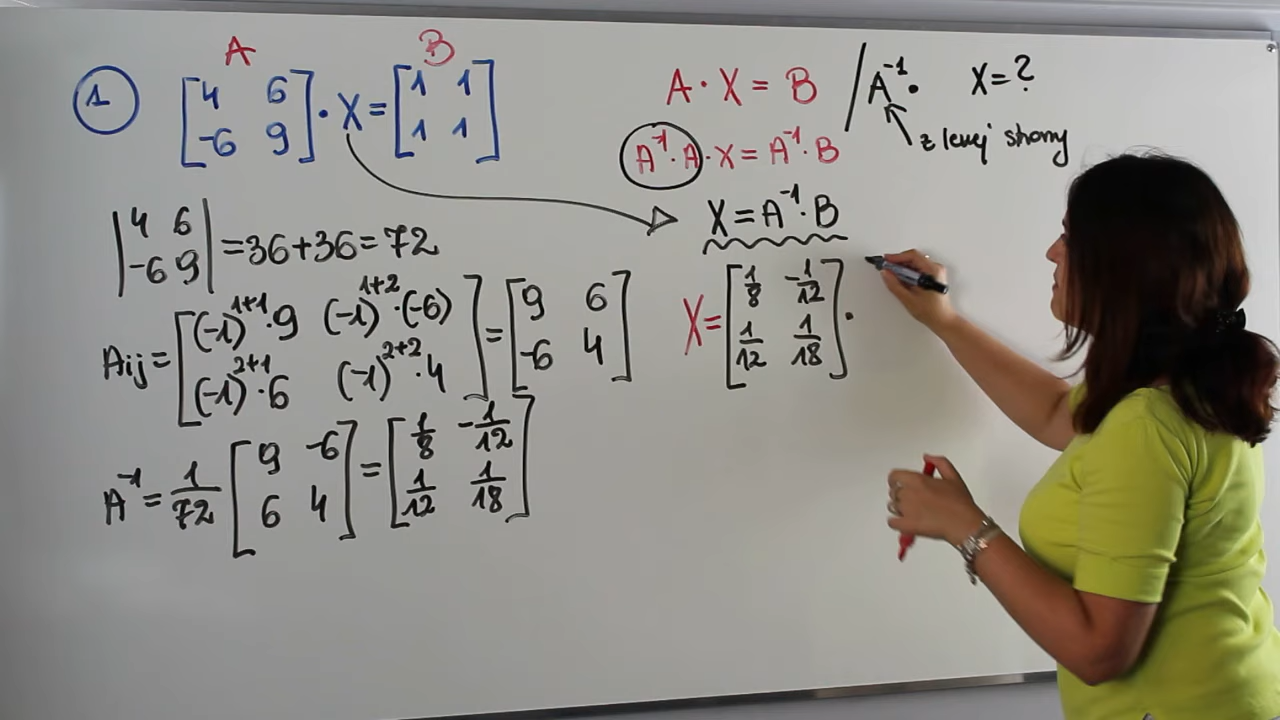 A B
① [4 6; -6 9] · X = [1 1; 1 1]
|4 6; -6 9| = 36+36 = 72
Aij = [(-1)^1+1 · 9 (-1)^1+2 · (-6); (-1)^2+1 · 6 (-1)^2+2 · 4] = [9 6; -6 4]
A^-1 = 1/72 [9 -6; 6 4] = [1/8 -1/12; 1/12 1/18]
A · X = B / A^-1 · X = ?
z lewej strony
A^-1 · A · X = A^-1 · B
X = A^-1 · B
X = [1/8 -1/12; 1/12 1/18] ·